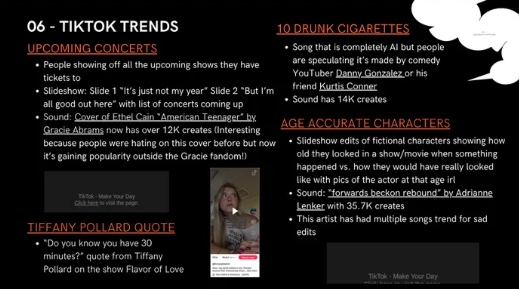 06 - TIKTOK TRENDS
UPCOMING CONCERTS
• People showing off all the upcoming shows they have
tickets to
• Slideshow: Slide 1 "It's just not my year" Slide 2 "But I'm
all good out here" with list of concerts coming up
• Sound: Cover of Ethel Cain "American Teenager" by
Gracie Abrams now has over 12K creates (Interesting
because people were hating on this cover before but now
it's gaining popularity outside the Gracie fandom!)
TikTok - Make Your Day
Click here to visit the page.
TIFFANY POLLARD QUOTE
• "Do you know you have 30
minutes?" quote from Tiffany
Pollard on the show Flavor of Love
10 DRUNK CIGARETTES
• Song that is completely AI but people
are speculating it's made by comedy
YouTuber Danny Gonzalez or his
friend Kurtis Conner
• Sound has 14K creates
AGE ACCURATE CHARACTERS
• Slideshow edits of fictional characters showing how
old they looked in a show/movie when something
happened vs. how they would have really looked
like with pics of the actor at that age irl
• Sound: "forwards beckon rebound" by Adrianne
Lenker with 35.7K creates
• This artist has had multiple songs trend for sad
edits
TikTok - Make Your Day